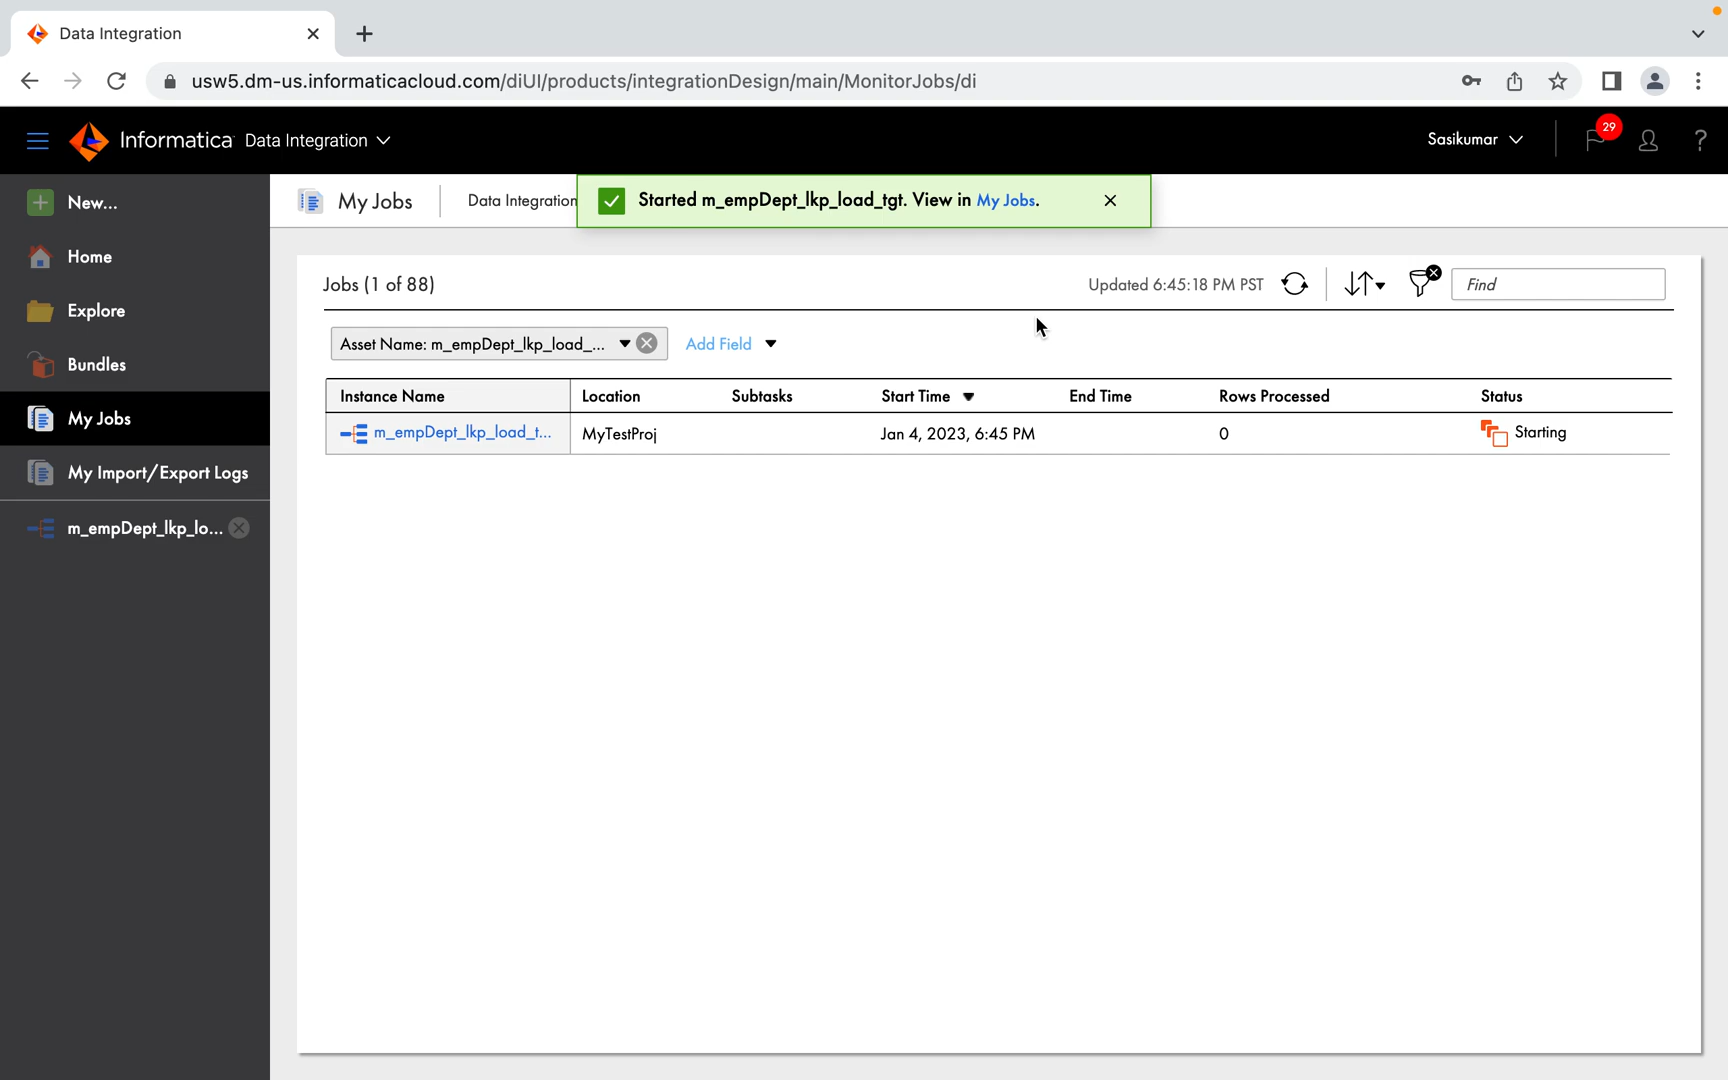 Data Integration
usw5.dm-us.informaticacloud.com/diUI/products/integrationDesign/main/MonitorJobs/di
Informatica Data Integration
Sasikumar
29
?
New...
Home
Explore
Bundles
My Jobs
My Import/Export Logs
m_empDept_lkp_lo...
My Jobs
Data Integration
Started m_empDept_lkp_load_tgt. View in My Jobs.
Jobs (1 of 88)
Updated 6:45:18 PM PST
Find
Asset Name: m_empDept_lkp_load_...
Add Field
Instance Name Location Subtasks Start Time End Time Rows Processed Status
m_empDept_lkp_load_t... MyTestProj Jan 4, 2023, 6:45 PM 0 Starting